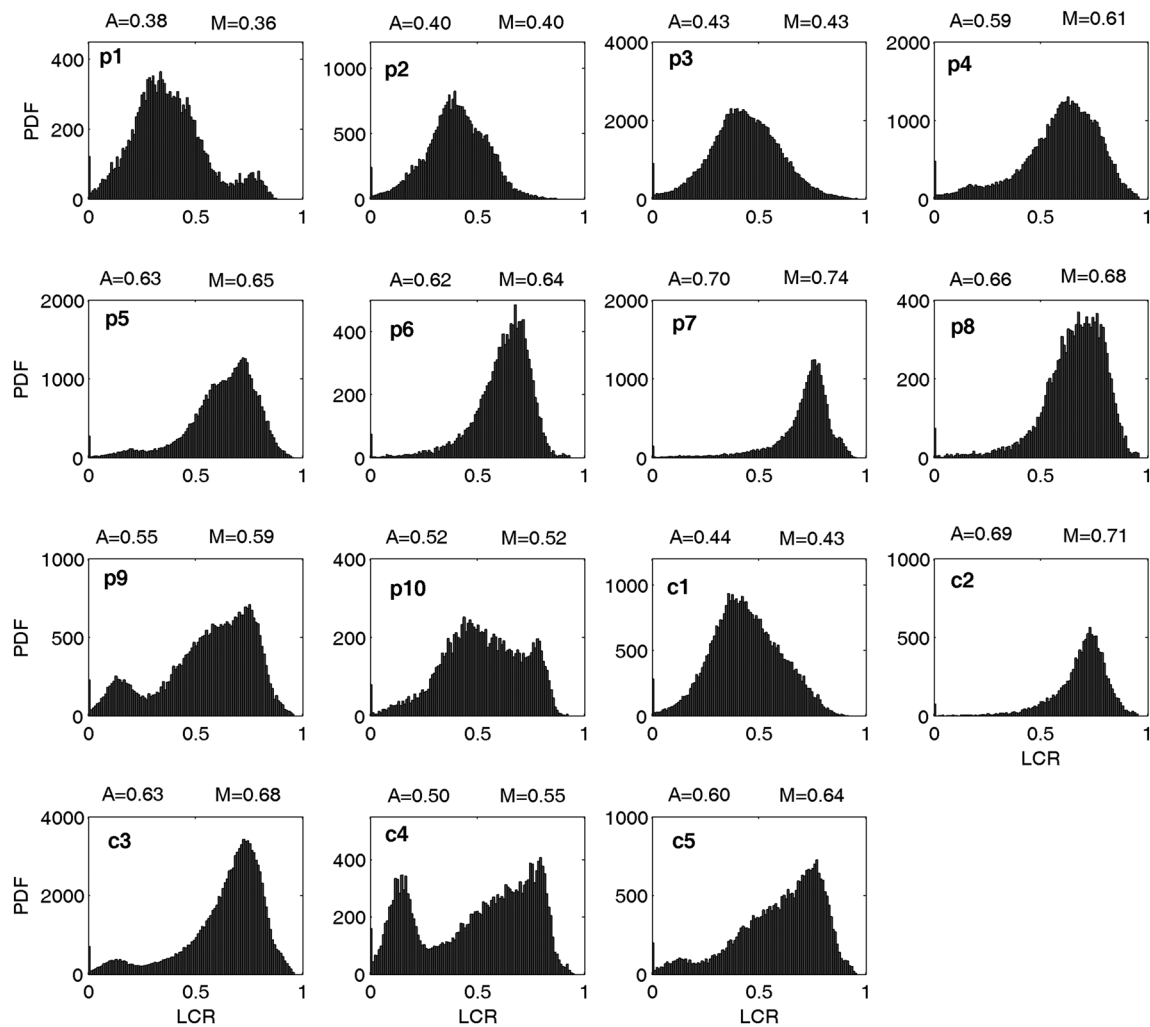 A=0.38 M=0.36 A=0.40 M=0.40 A=0.43 M=0.43 A=0.59 M=0.61
400 1000 4000 2000
p1 p2 p3 p4
PDF 200 500 2000 1000
0 0 0 0
0 0.5 1 0 0.5 1 0 0.5 1 0 0.5 1
A=0.63 M=0.65 A=0.62 M=0.64 A=0.70 M=0.74 A=0.66 M=0.68
2000 400 2000 400
p5 p6 p7 p8
PDF 1000 200 1000 200
0 0 0 0
0 0.5 1 0 0.5 1 0 0.5 1 0 0.5 1
A=0.55 M=0.59 A=0.52 M=0.52 A=0.44 M=0.43 A=0.69 M=0.71
1000 400 1000 1000
p9 p10 c1 c2
PDF 500 200 500 500
0 0 0 0
0 0.5 1 0 0.5 1 0 0.5 1 0 0.5 1
LCR
A=0.63 M=0.68 A=0.50 M=0.55 A=0.60 M=0.64
4000 400 1000
c3 c4 c5
PDF 2000 200 500
0 0 0
0 0.5 1 0 0.5 1 0 0.5 1
LCR LCR LCR